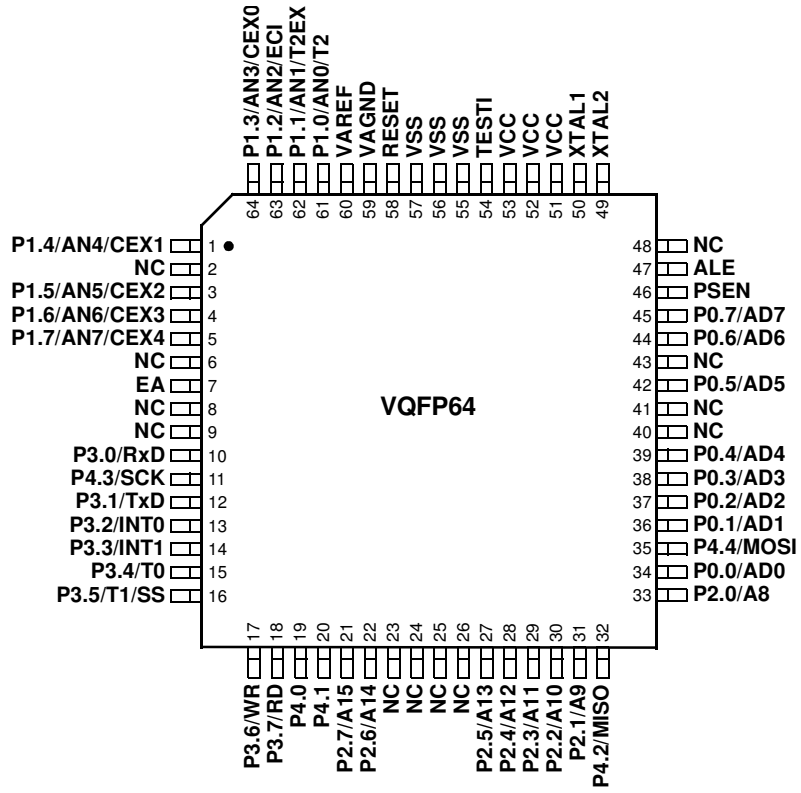 P1.3/AN3/CEX0
P1.2/AN2/ECI
P1.1/AN1/T2EX
P1.0/AN0/T2
VAREF
VAGND
RESET
VSS
VSS
VSS
TESTI
VCC
VCC
VCC
XTAL1
XTAL2
64
63
62
61
60
59
58
57
56
55
54
53
52
51
50
49
P1.4/AN4/CEX1 1
NC 2
P1.5/AN5/CEX2 3
P1.6/AN6/CEX3 4
P1.7/AN7/CEX4 5
NC 6
EA 7
NC 8
NC 9
P3.0/RxD 10
P4.3/SCK 11
P3.1/TxD 12
P3.2/INT0 13
P3.3/INT1 14
P3.4/T0 15
P3.5/T1/SS 16
VQFP64
48 NC
47 ALE
46 PSEN
45 P0.7/AD7
44 P0.6/AD6
43 NC
42 P0.5/AD5
41 NC
40 NC
39 P0.4/AD4
38 P0.3/AD3
37 P0.2/AD2
36 P0.1/AD1
35 P4.4/MOSI
34 P0.0/AD0
33 P2.0/A8
17
18
19
20
21
22
23
24
25
26
27
28
29
30
31
32
P3.6/WR
P3.7/RD
P4.0
P4.1
P2.7/A15
P2.6/A14
NC
NC
NC
NC
P2.5/A13
P2.4/A12
P2.3/A11
P2.2/A10
P2.1/A9
P4.2/MISO